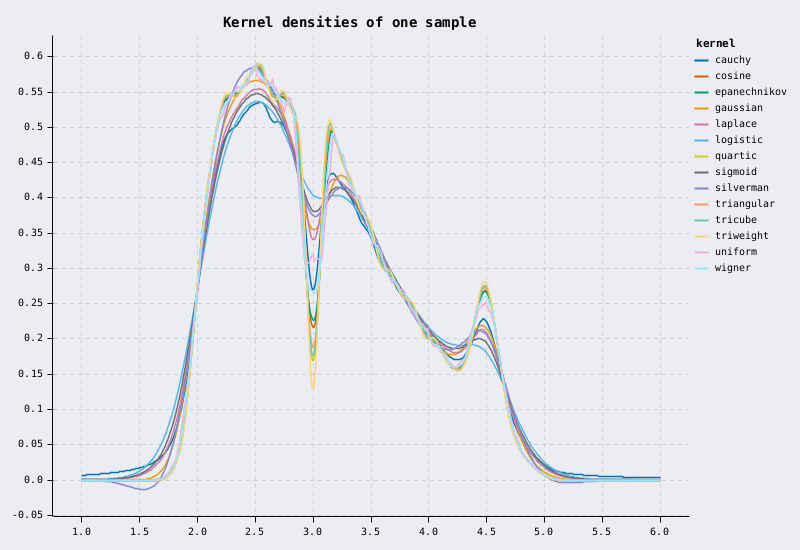 Kernel densities of one sample
kernel
cauchy
cosine
epanechnikov
gaussian
laplace
logistic
quartic
sigmoid
silverman
triangular
tricube
triweight
uniform
wigner
0.6
0.55
0.5
0.45
0.4
0.35
0.3
0.25
0.2
0.15
0.1
0.05
0.0
-0.05
1.0 1.5 2.0 2.5 3.0 3.5 4.0 4.5 5.0 5.5 6.0